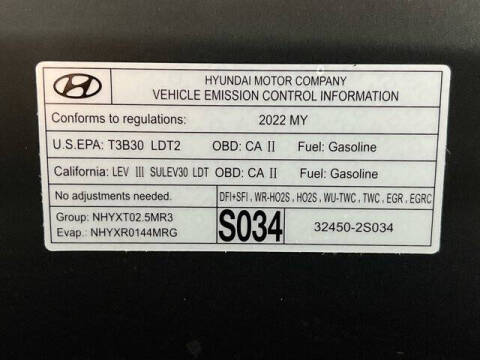 HYUNDAI MOTOR COMPANY
VEHICLE EMISSION CONTROL INFORMATION
Conforms to regulations: 2022 MY
U.S.EPA: T3B30 LDT2 OBD: CA II Fuel: Gasoline
California: LEV III SULEV30 LDT OBD: CA II Fuel: Gasoline
No adjustments needed. DFI+SFI , WR-HO2S , HO2S , WU-TWC , TWC , EGR , EGRC
Group: NHYXT02.5MR3
Evap.: NHYXR0144MRG
S034
32450-2S034